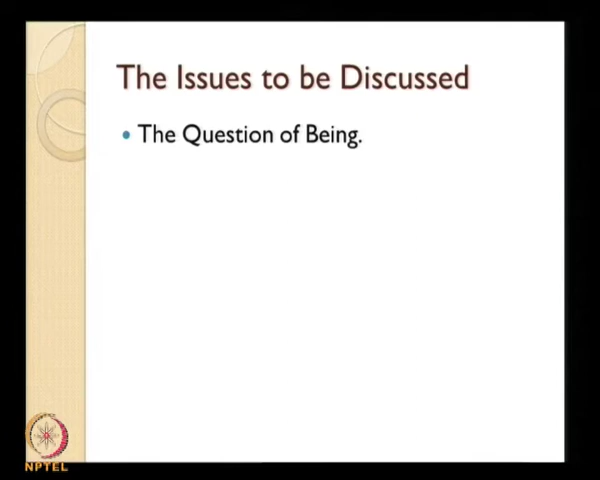 The Issues to be Discussed
The Question of Being.
NPTEL